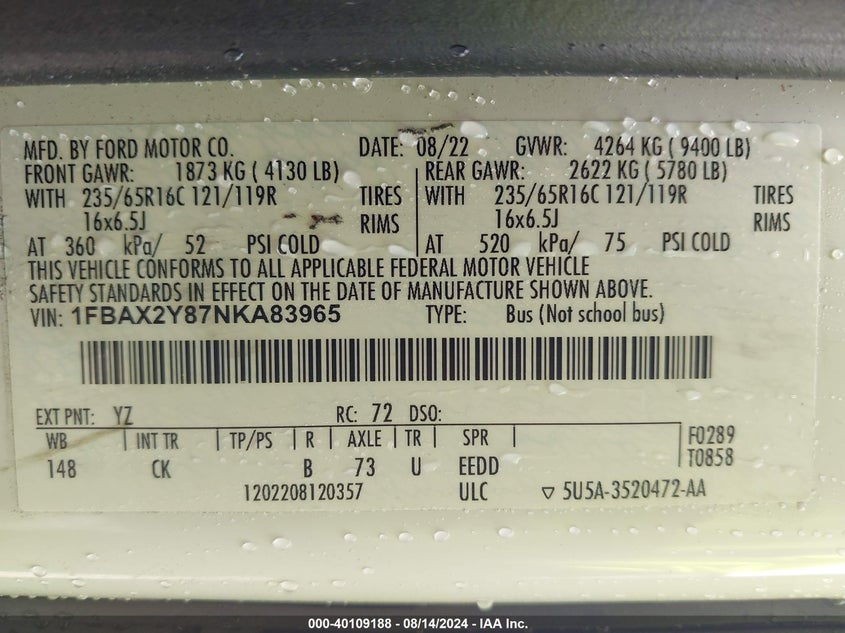 MFD. BY FORD MOTOR CO. DATE: 08/22 GVWR: 4264 KG ( 9400 LB)
FRONT GAWR: 1873 KG ( 4130 LB) REAR GAWR: 2622 KG ( 5780 LB)
WITH 235/65R16C 121/119R TIRES WITH 235/65R16C 121/119R TIRES
16x6.5J RIMS 16x6.5J RIMS
AT 360 kPa/ 52 PSI COLD AT 520 kPa/ 75 PSI COLD
THIS VEHICLE CONFORMS TO ALL APPLICABLE FEDERAL MOTOR VEHICLE
SAFETY STANDARDS IN EFFECT ON THE DATE OF MANUFACTURE SHOWN ABOVE.
VIN: 1FBAX2Y87NKA83965 TYPE: Bus (Not school bus)
EXT PNT: YZ RC: 72 DSO:
WB INT TR TP/PS R AXLE TR SPR F0289
148 CK B 73 U EEDD T0858
1202208120357 ULC ▽ 5U5A-3520472-AA
000-40109188 - 08/14/2024 - IAA Inc.